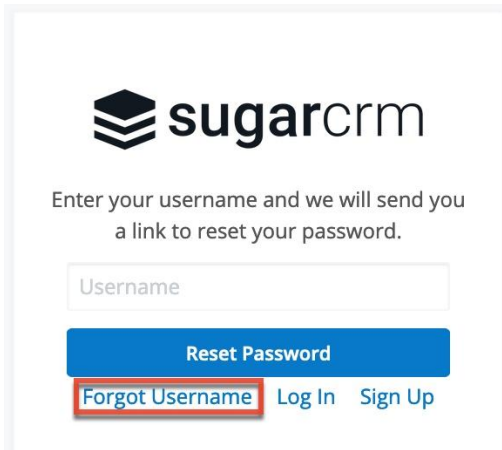 sugarcrm
Enter your username and we will send you
a link to reset your password.
Username
Reset Password
Forgot Username Log In Sign Up